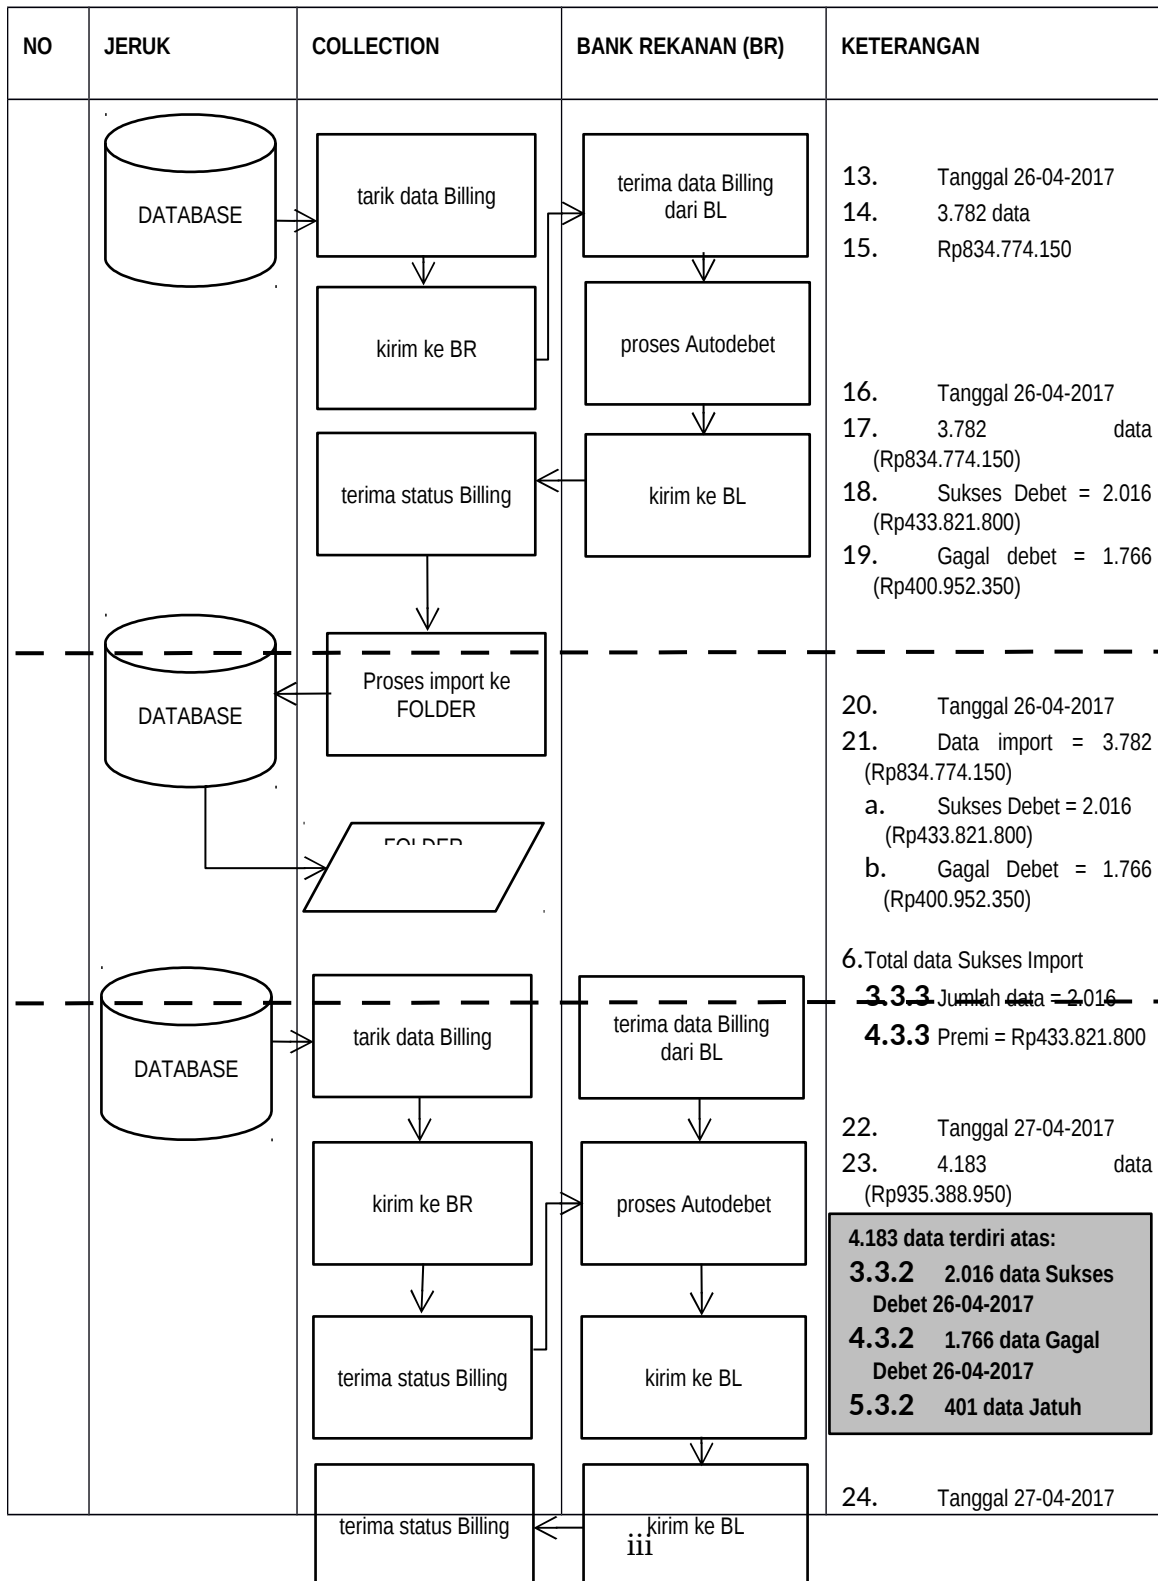 NO JERUK COLLECTION BANK REKANAN (BR) KETERANGAN
DATABASE
tarik data Billing
terima data Billing
dari BL
kirim ke BR
proses Autodebet
terima status Billing
kirim ke BL
13. Tanggal 26-04-2017
14. 3.782 data
15. Rp834.774.150
16. Tanggal 26-04-2017
17. 3.782 data
(Rp834.774.150)
18. Sukses Debet = 2.016
(Rp433.821.800)
19. Gagal debet = 1.766
(Rp400.952.350)
DATABASE
Proses import ke
FOLDER
FOLDER
20. Tanggal 26-04-2017
21. Data import = 3.782
(Rp834.774.150)
a. Sukses Debet = 2.016
(Rp433.821.800)
b. Gagal Debet = 1.766
(Rp400.952.350)
6.Total data Sukses Import
3.3.3 Jumlah data = 2.016
4.3.3 Premi = Rp433.821.800
DATABASE
tarik data Billing
terima data Billing
dari BL
kirim ke BR
proses Autodebet
terima status Billing
kirim ke BL
22. Tanggal 27-04-2017
23. 4.183 data
(Rp935.388.950)
4.183 data terdiri atas:
3.3.2 2.016 data Sukses
Debet 26-04-2017
4.3.2 1.766 data Gagal
Debet 26-04-2017
5.3.2 401 data Jatuh
24. Tanggal 27-04-2017
terima status Billing
kirim ke BL
iii